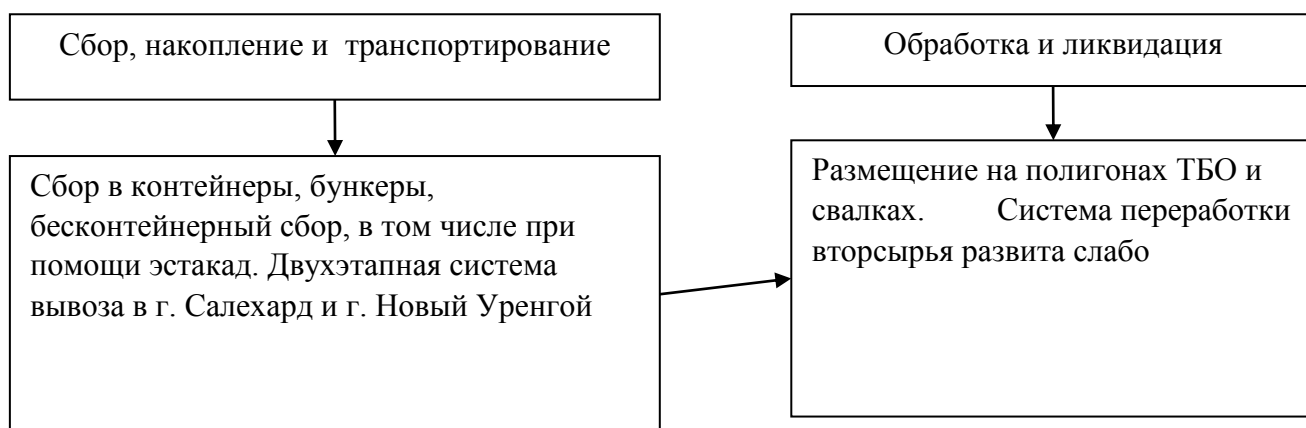 Сбор, накопление и транспортирование
Обработка и ликвидация
Сбор в контейнеры, бункеры,
бесконтейнерный сбор, в том числе при
помощи эстакад. Двухэтапная система
вывоза в г. Салехард и г. Новый Уренгой
Размещение на полигонах ТБО и
свалках. Система переработки
вторсырья развита слабо